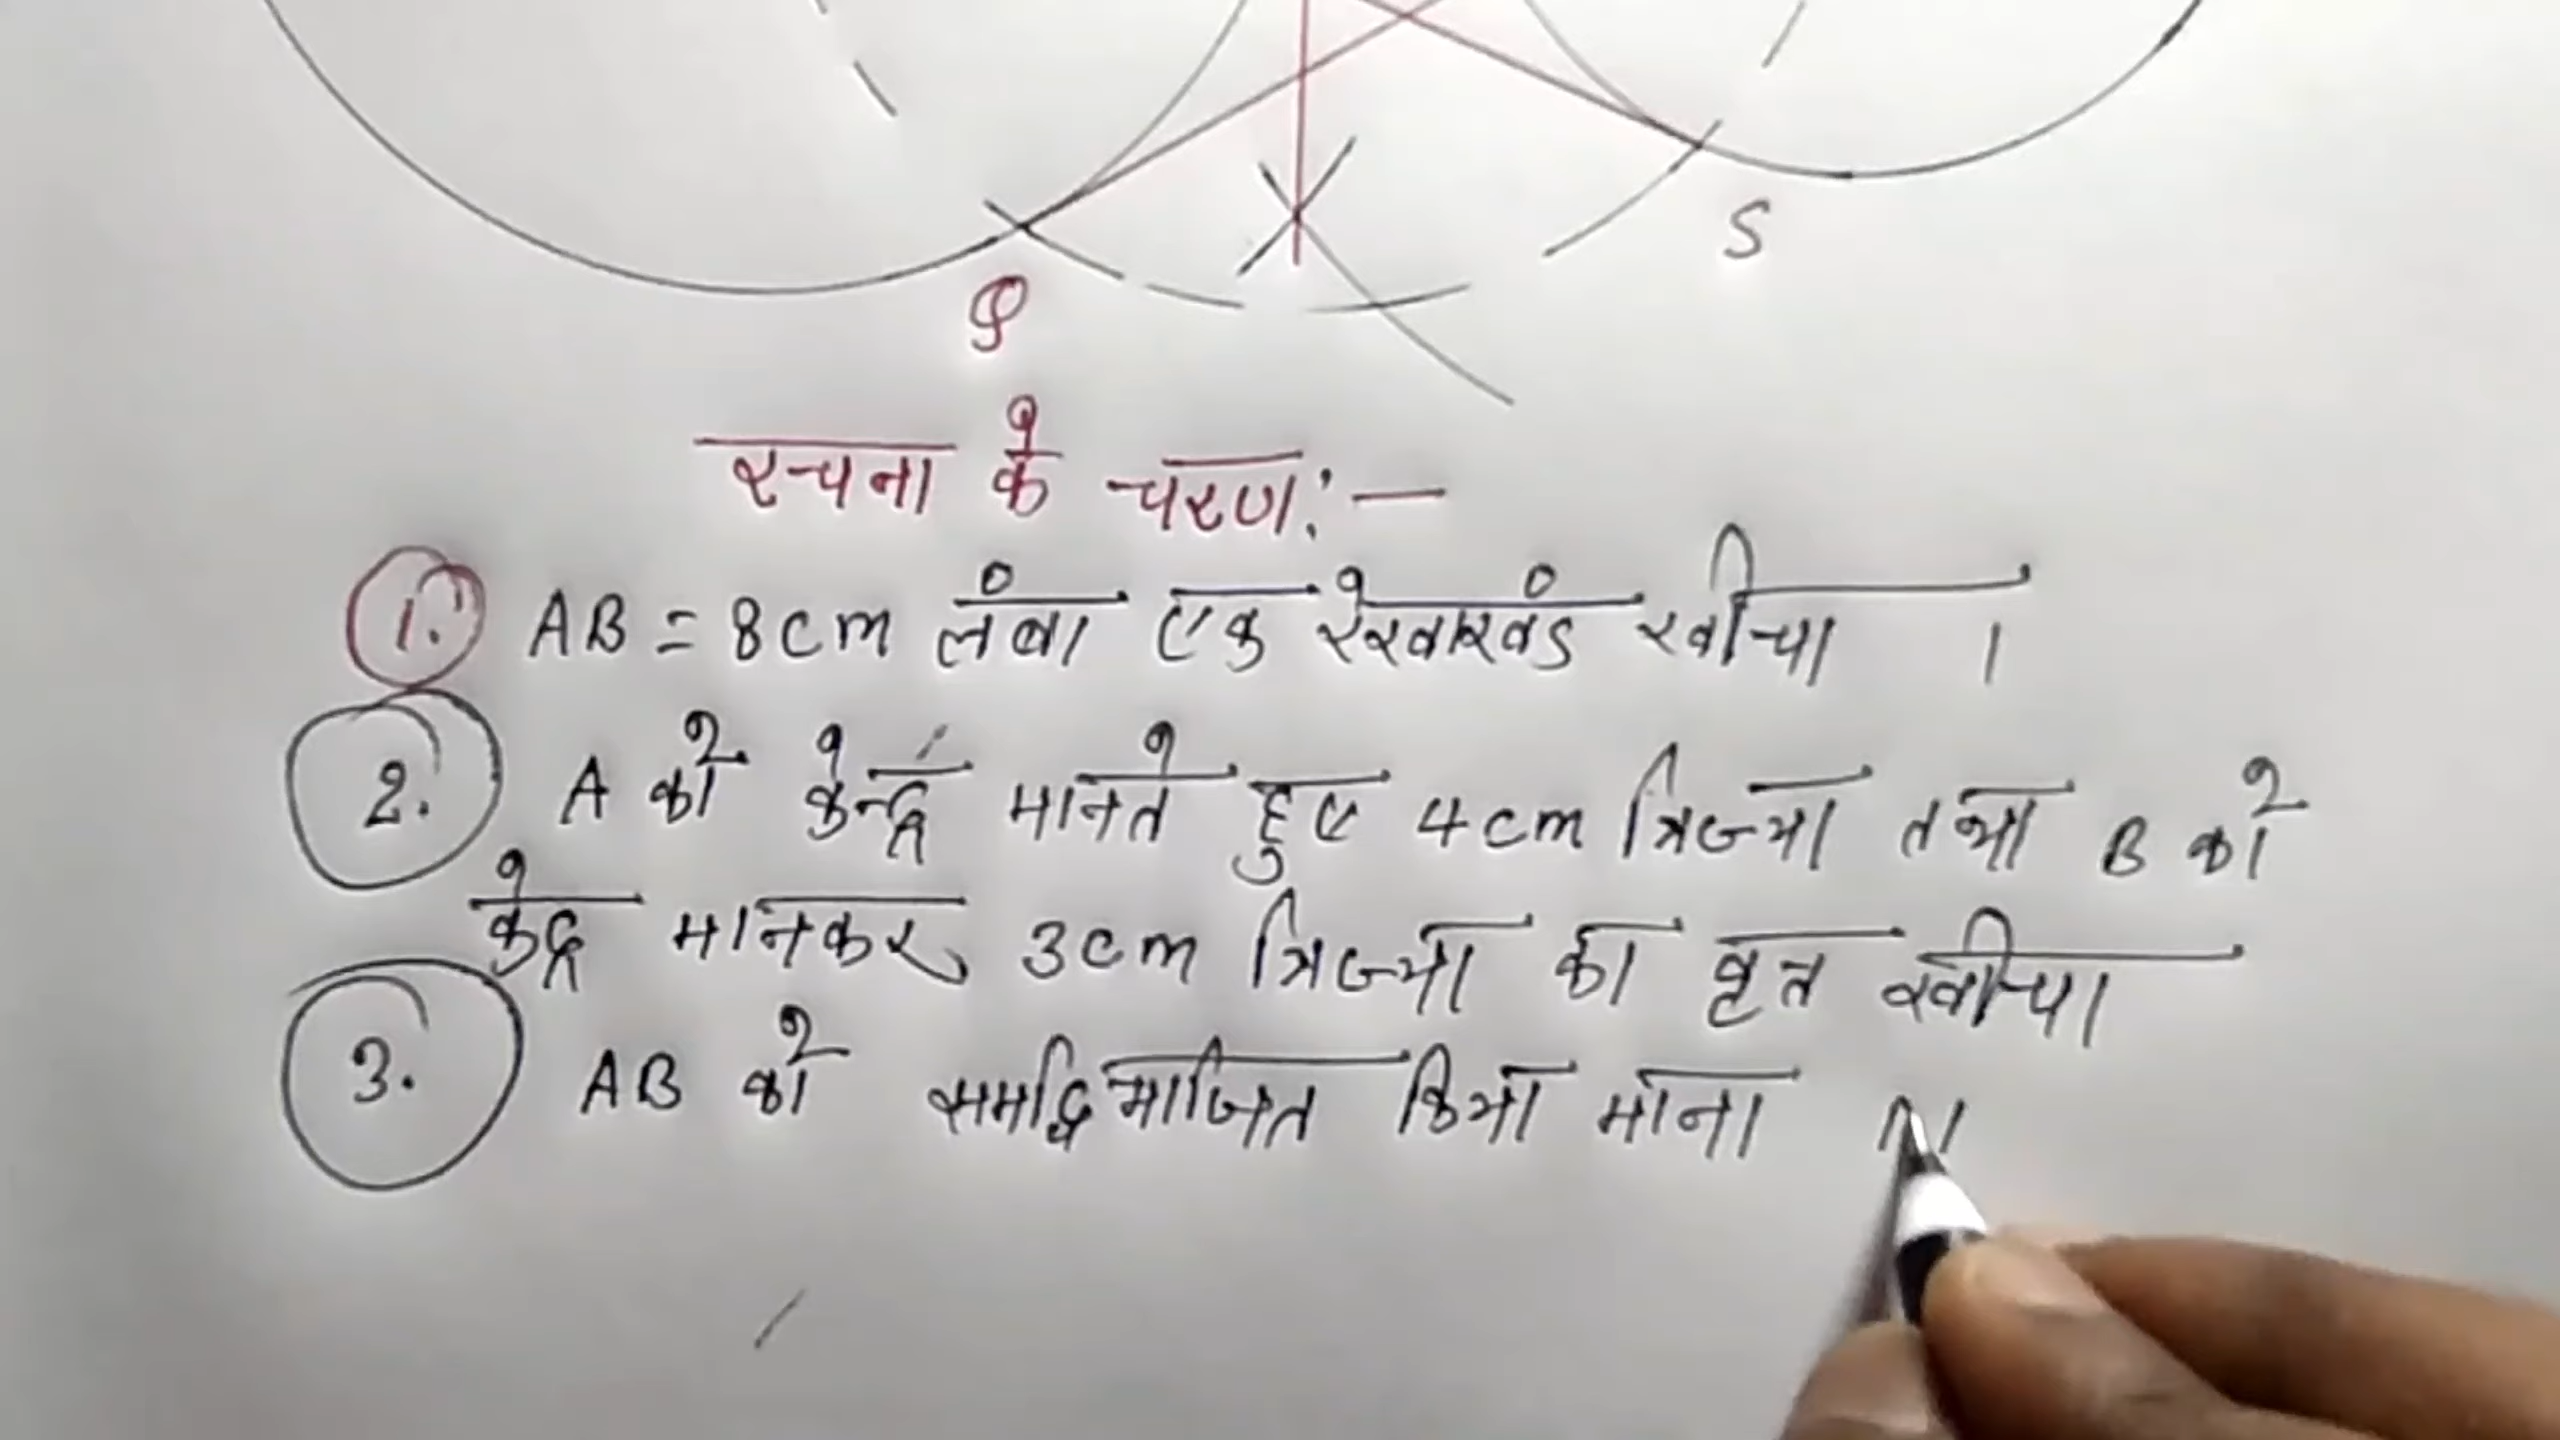 S
Q
रचना के चरण:—
1. AB = 8cm लंबा एक रेखाखंड खींचा ।
2. A को केन्द्र मानते हुए 4cm त्रिज्या तथा B को
केंद्र मानकर 3cm त्रिज्या का वृत खींचा
3. AB को समद्विभाजित किया माना